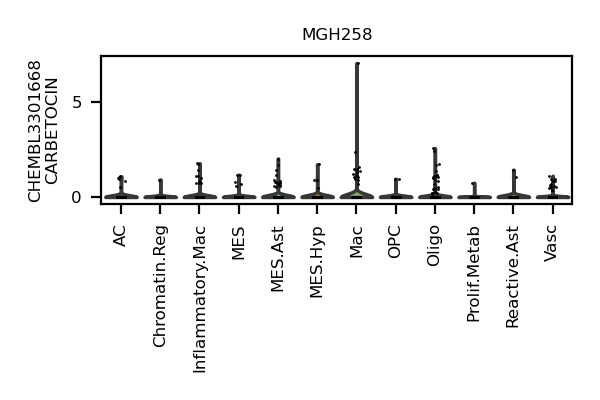 MGH258
CHEMBL3301668
CARBETOCIN
5
0
AC
Chromatin.Reg
Inflammatory.Mac
MES
MES.Ast
MES.Hyp
Mac
OPC
Oligo
Prolif.Metab
Reactive.Ast
Vasc